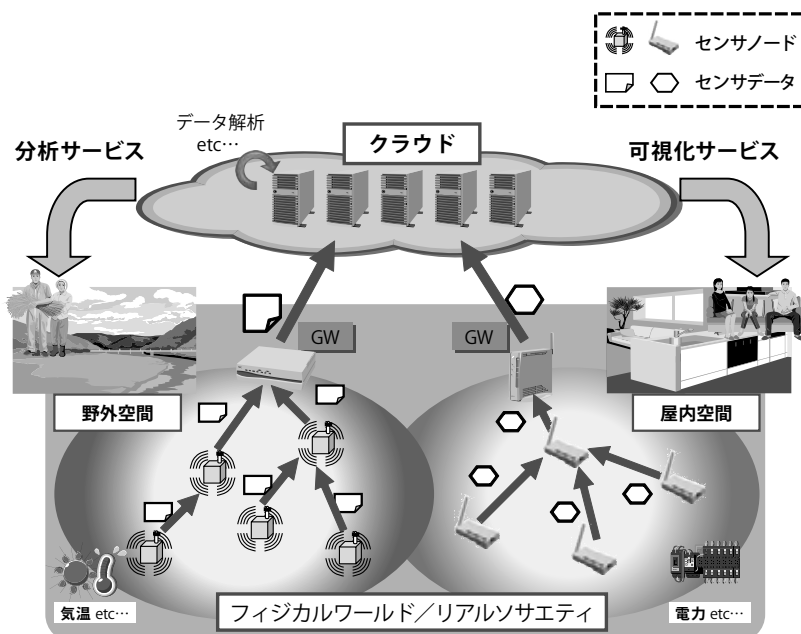 センサノード
センサデータ
データ解析
etc…
クラウド
分析サービス
可視化サービス
GW
GW
野外空間
屋内空間
気温 etc…
フィジカルワールド／リアルソサエティ
電力 etc…